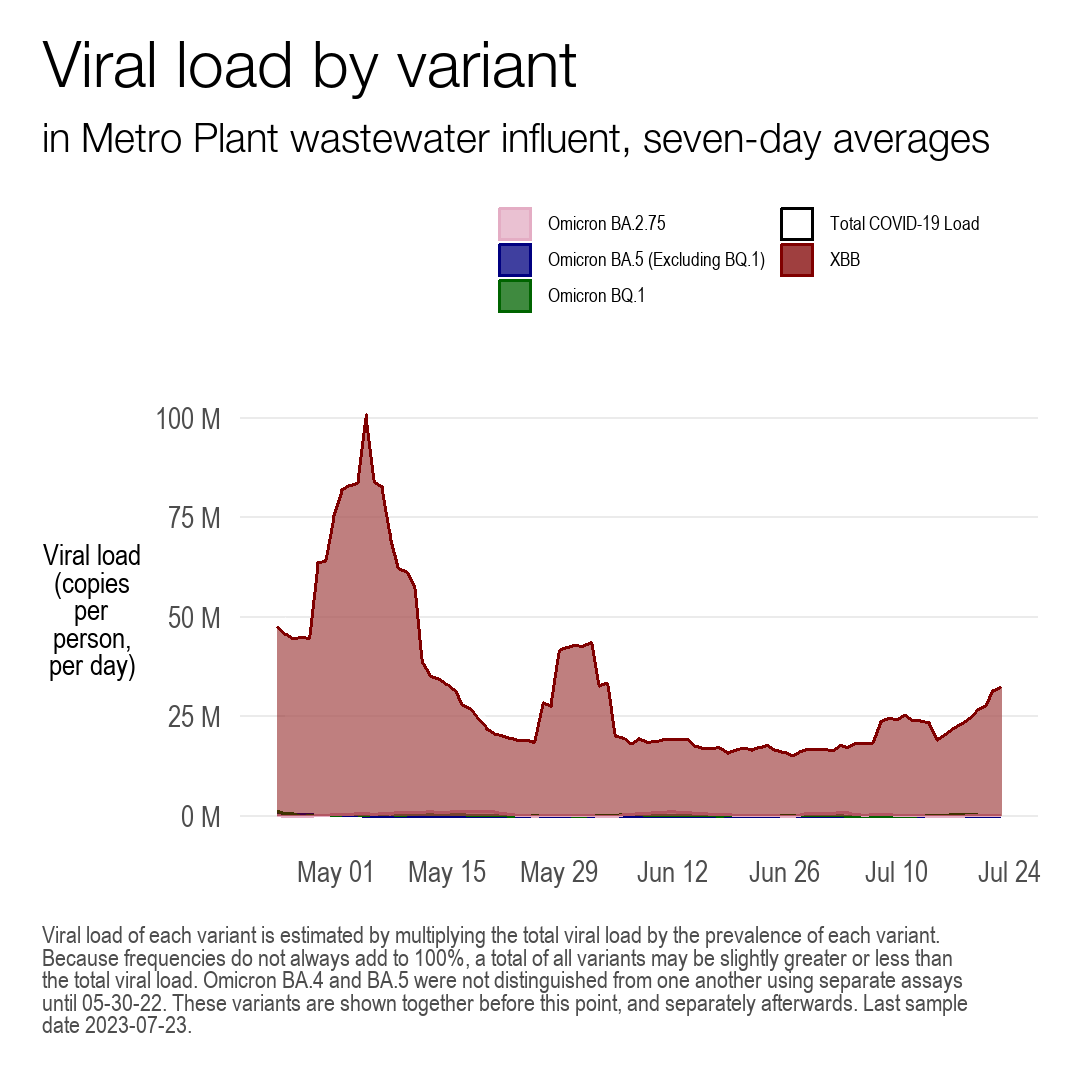 Viral load by variant
in Metro Plant wastewater influent, seven-day averages
Omicron BA.2.75
Omicron BA.5 (Excluding BQ.1)
Omicron BQ.1
Total COVID-19 Load
XBB
100 M
75 M
50 M
25 M
0 M
Viral load
(copies
per
person,
per day)
May 01
May 15
May 29
Jun 12
Jun 26
Jul 10
Jul 24
Viral load of each variant is estimated by multiplying the total viral load by the prevalence of each variant.
Because frequencies do not always add to 100%, a total of all variants may be slightly greater or less than
the total viral load. Omicron BA.4 and BA.5 were not distinguished from one another using separate assays
until 05-30-22. These variants are shown together before this point, and separately afterwards. Last sample
date 2023-07-23.